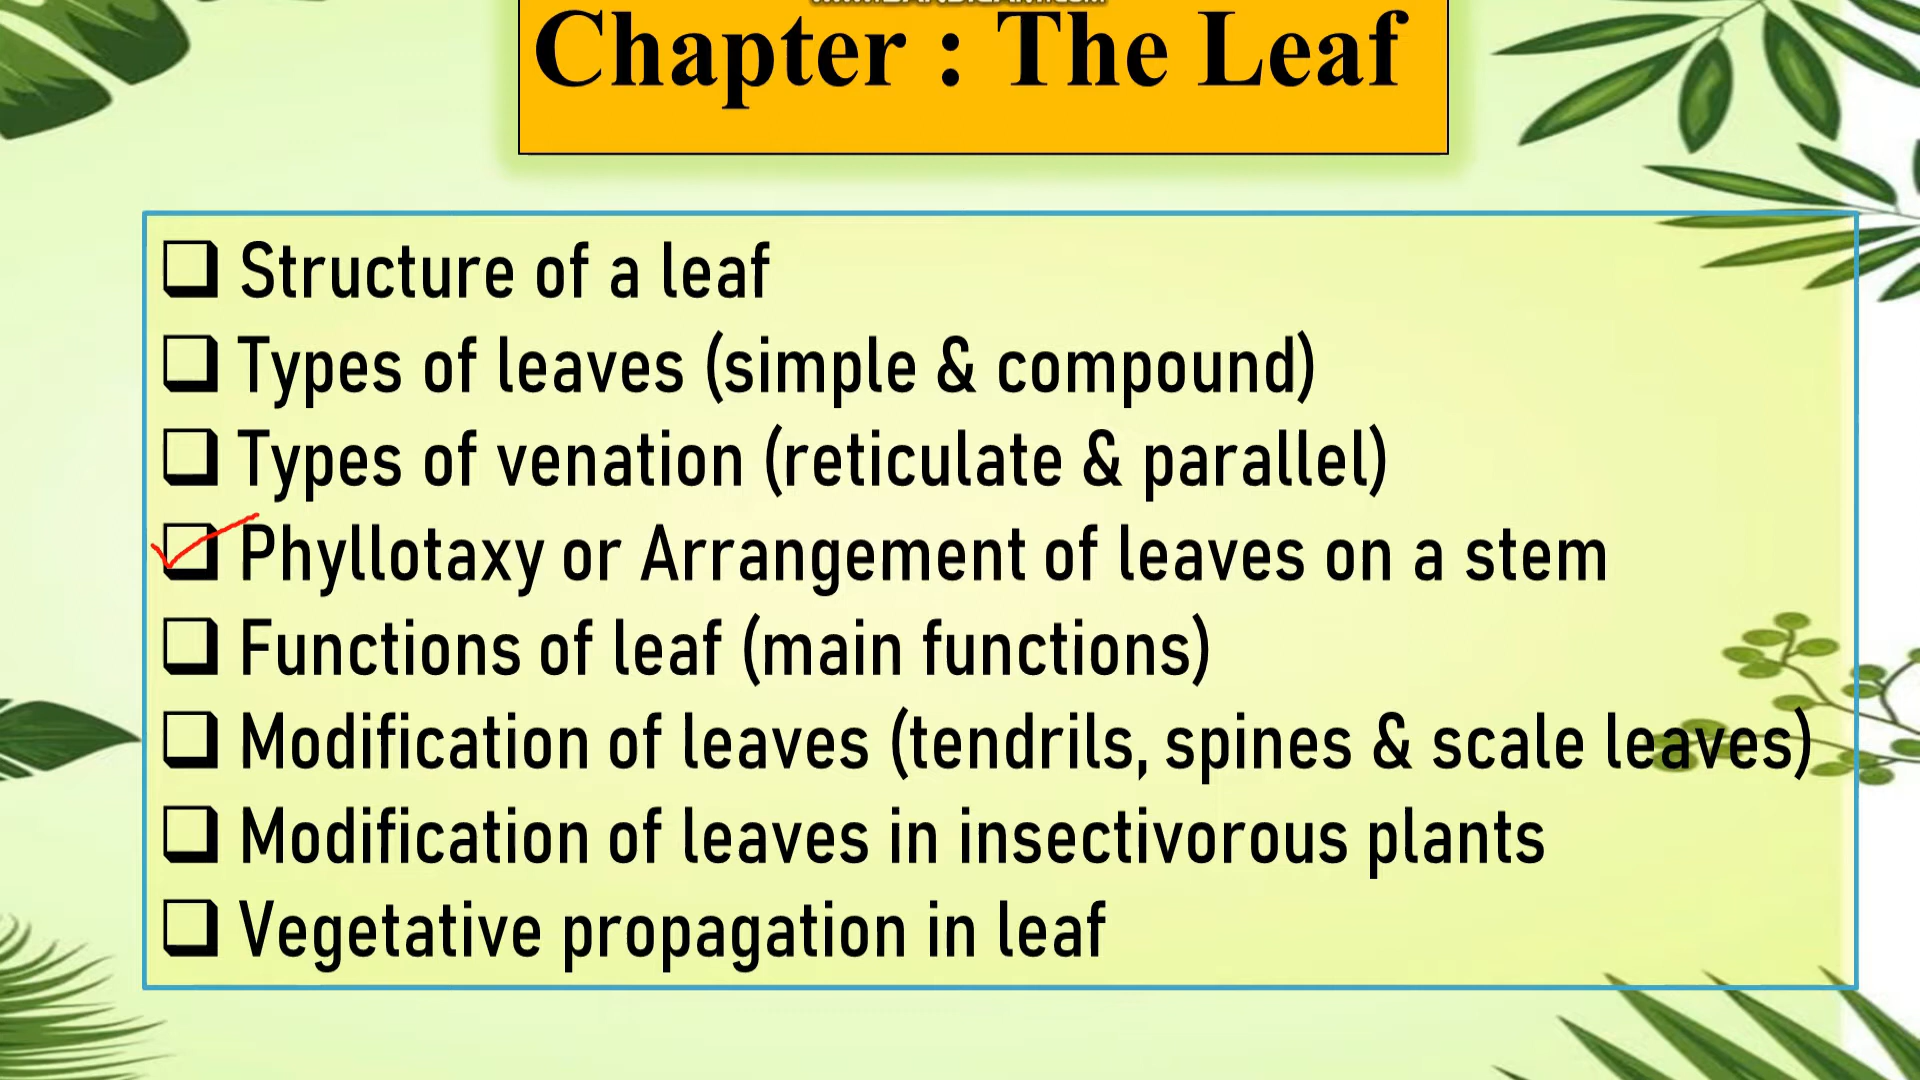 Chapter : The Leaf
Structure of a leaf
Types of leaves (simple & compound)
Types of venation (reticulate & parallel)
Phyllotaxy or Arrangement of leaves on a stem
Functions of leaf (main functions)
Modification of leaves (tendrils, spines & scale leaves)
Modification of leaves in insectivorous plants
Vegetative propagation in leaf